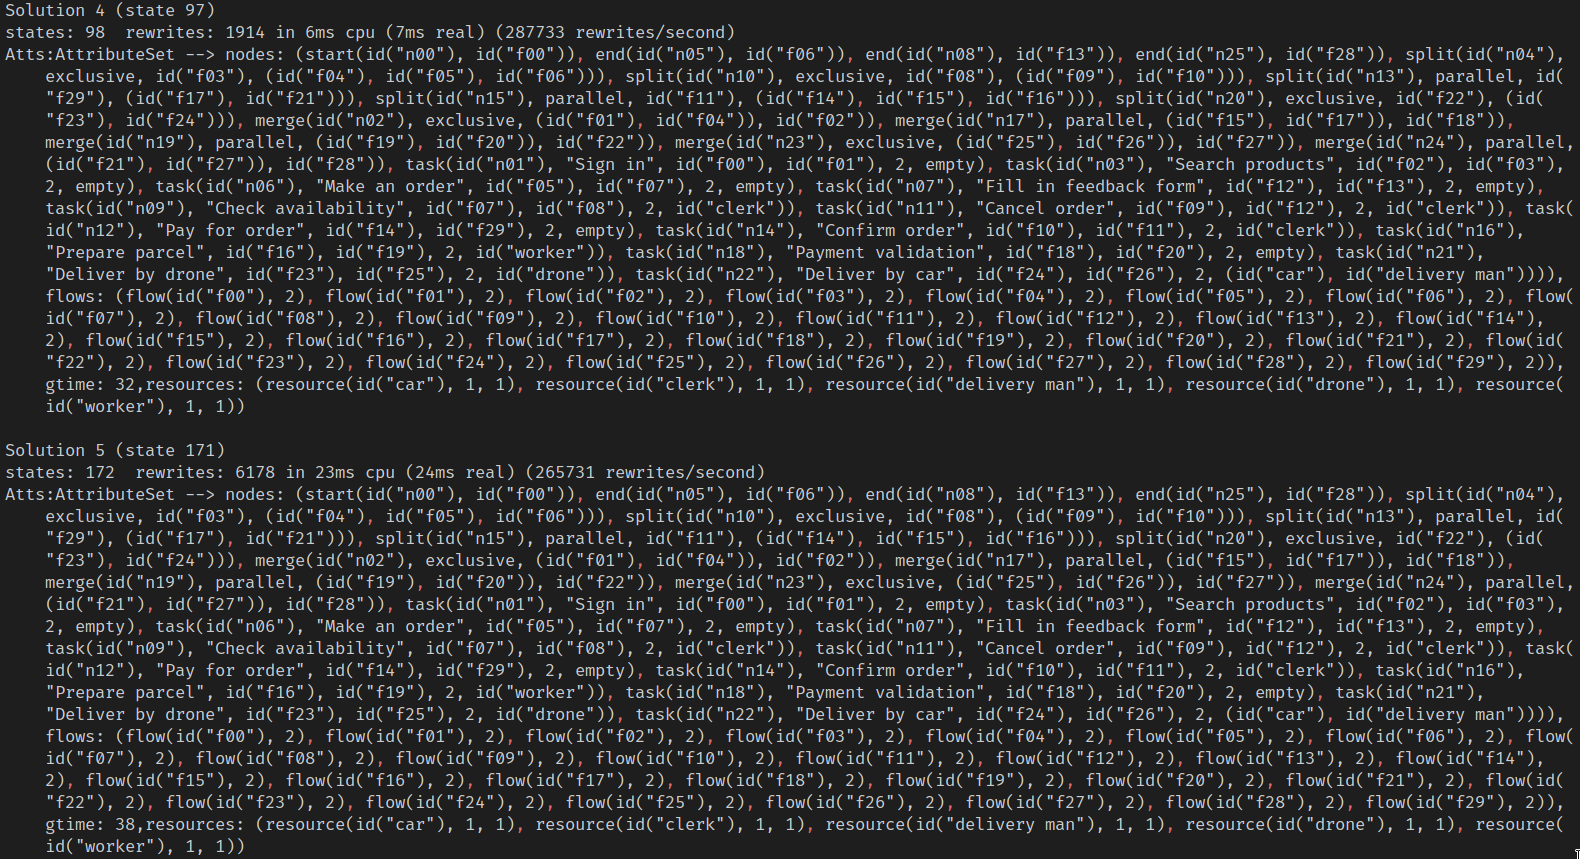 Solution 4 (state 97)
states: 98  rewrites: 1914 in 6ms cpu (7ms real) (287733 rewrites/second)
Atts:AttributeSet --> nodes: (start(id("n00"), id("f00")), end(id("n05"), id("f06")), end(id("n08"), id("f13")), end(id("n25"), id("f28")), split(id("n04"),
exclusive, id("f03"), (id("f04"), id("f05"), id("f06"))), split(id("n10"), exclusive, id("f08"), (id("f09"), id("f10"))), split(id("n13"), parallel, id(
"f29"), (id("f17"), id("f21"))), split(id("n15"), parallel, id("f11"), (id("f14"), id("f15"), id("f16"))), split(id("n20"), exclusive, id("f22"), (id(
"f23"), id("f24"))), merge(id("n02"), exclusive, (id("f01"), id("f04")), id("f02")), merge(id("n17"), parallel, (id("f15"), id("f17")), id("f18")),
merge(id("n19"), parallel, (id("f19"), id("f20")), id("f22")), merge(id("n23"), exclusive, (id("f25"), id("f26")), id("f27")), merge(id("n24"), parallel,
(id("f21"), id("f27")), id("f28")), task(id("n01"), "Sign in", id("f00"), id("f01"), 2, empty), task(id("n03"), "Search products", id("f02"), id("f03"),
2, empty), task(id("n06"), "Make an order", id("f05"), id("f07"), 2, empty), task(id("n07"), "Fill in feedback form", id("f12"), id("f13"), 2, empty),
task(id("n09"), "Check availability", id("f07"), id("f08"), 2, id("clerk")), task(id("n11"), "Cancel order", id("f09"), id("f12"), 2, id("clerk")), task(
id("n12"), "Pay for order", id("f14"), id("f29"), 2, empty), task(id("n14"), "Confirm order", id("f10"), id("f11"), 2, id("clerk")), task(id("n16"),
"Prepare parcel", id("f16"), id("f19"), 2, id("worker")), task(id("n18"), "Payment validation", id("f18"), id("f20"), 2, empty), task(id("n21"),
"Deliver by drone", id("f23"), id("f25"), 2, id("drone")), task(id("n22"), "Deliver by car", id("f24"), id("f26"), 2, (id("car"), id("delivery man")))),
flows: (flow(id("f00"), 2), flow(id("f01"), 2), flow(id("f02"), 2), flow(id("f03"), 2), flow(id("f04"), 2), flow(id("f05"), 2), flow(id("f06"), 2), flow(
id("f07"), 2), flow(id("f08"), 2), flow(id("f09"), 2), flow(id("f10"), 2), flow(id("f11"), 2), flow(id("f12"), 2), flow(id("f13"), 2), flow(id("f14"),
2), flow(id("f15"), 2), flow(id("f16"), 2), flow(id("f17"), 2), flow(id("f18"), 2), flow(id("f19"), 2), flow(id("f20"), 2), flow(id("f21"), 2), flow(id(
"f22"), 2), flow(id("f23"), 2), flow(id("f24"), 2), flow(id("f25"), 2), flow(id("f26"), 2), flow(id("f27"), 2), flow(id("f28"), 2), flow(id("f29"), 2)),
gtime: 32,resources: (resource(id("car"), 1, 1), resource(id("clerk"), 1, 1), resource(id("delivery man"), 1, 1), resource(id("drone"), 1, 1), resource(
id("worker"), 1, 1))
Solution 5 (state 171)
states: 172  rewrites: 6178 in 23ms cpu (24ms real) (265731 rewrites/second)
Atts:AttributeSet --> nodes: (start(id("n00"), id("f00")), end(id("n05"), id("f06")), end(id("n08"), id("f13")), end(id("n25"), id("f28")), split(id("n04"),
exclusive, id("f03"), (id("f04"), id("f05"), id("f06"))), split(id("n10"), exclusive, id("f08"), (id("f09"), id("f10"))), split(id("n13"), parallel, id(
"f29"), (id("f17"), id("f21"))), split(id("n15"), parallel, id("f11"), (id("f14"), id("f15"), id("f16"))), split(id("n20"), exclusive, id("f22"), (id(
"f23"), id("f24"))), merge(id("n02"), exclusive, (id("f01"), id("f04")), id("f02")), merge(id("n17"), parallel, (id("f15"), id("f17")), id("f18")),
merge(id("n19"), parallel, (id("f19"), id("f20")), id("f22")), merge(id("n23"), exclusive, (id("f25"), id("f26")), id("f27")), merge(id("n24"), parallel,
(id("f21"), id("f27")), id("f28")), task(id("n01"), "Sign in", id("f00"), id("f01"), 2, empty), task(id("n03"), "Search products", id("f02"), id("f03"),
2, empty), task(id("n06"), "Make an order", id("f05"), id("f07"), 2, empty), task(id("n07"), "Fill in feedback form", id("f12"), id("f13"), 2, empty),
task(id("n09"), "Check availability", id("f07"), id("f08"), 2, id("clerk")), task(id("n11"), "Cancel order", id("f09"), id("f12"), 2, id("clerk")), task(
id("n12"), "Pay for order", id("f14"), id("f29"), 2, empty), task(id("n14"), "Confirm order", id("f10"), id("f11"), 2, id("clerk")), task(id("n16"),
"Prepare parcel", id("f16"), id("f19"), 2, id("worker")), task(id("n18"), "Payment validation", id("f18"), id("f20"), 2, empty), task(id("n21"),
"Deliver by drone", id("f23"), id("f25"), 2, id("drone")), task(id("n22"), "Deliver by car", id("f24"), id("f26"), 2, (id("car"), id("delivery man")))),
flows: (flow(id("f00"), 2), flow(id("f01"), 2), flow(id("f02"), 2), flow(id("f03"), 2), flow(id("f04"), 2), flow(id("f05"), 2), flow(id("f06"), 2), flow(
id("f07"), 2), flow(id("f08"), 2), flow(id("f09"), 2), flow(id("f10"), 2), flow(id("f11"), 2), flow(id("f12"), 2), flow(id("f13"), 2), flow(id("f14"),
2), flow(id("f15"), 2), flow(id("f16"), 2), flow(id("f17"), 2), flow(id("f18"), 2), flow(id("f19"), 2), flow(id("f20"), 2), flow(id("f21"), 2), flow(id(
"f22"), 2), flow(id("f23"), 2), flow(id("f24"), 2), flow(id("f25"), 2), flow(id("f26"), 2), flow(id("f27"), 2), flow(id("f28"), 2), flow(id("f29"), 2)),
gtime: 38,resources: (resource(id("car"), 1, 1), resource(id("clerk"), 1, 1), resource(id("delivery man"), 1, 1), resource(id("drone"), 1, 1), resource(
id("worker"), 1, 1))